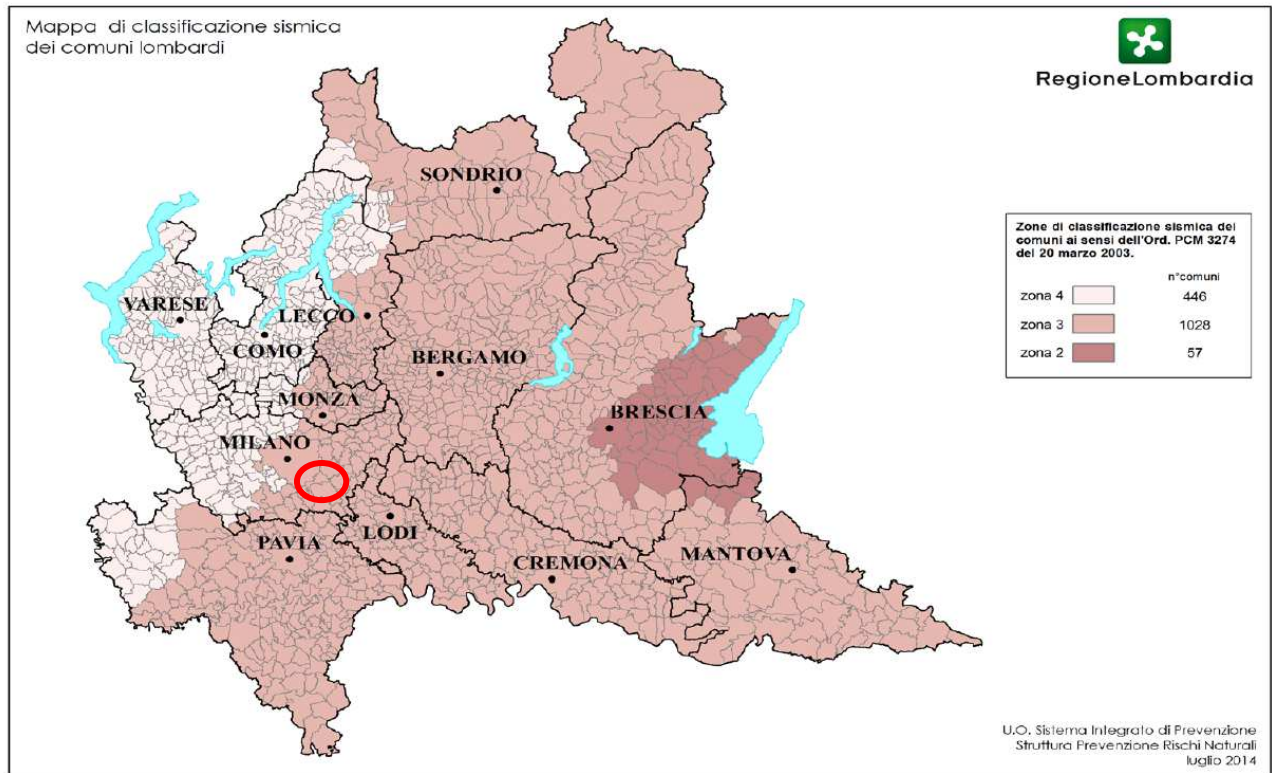 Mappa di classificazione sismica
dei comuni lombardi
RegioneLombardia
SONDRIO
VARESE
LECCO
COMO
BERGAMO
MONZA
BRESCIA
MILANO
LODI
PAVIA
CREMONA
MANTOVA
Zone di classificazione sismica dei
comuni ai sensi dell'Ord. PCM 3274
del 20 marzo 2003.
n°comuni
zona 4 446
zona 3 1028
zona 2 57
U.O. Sistema Integrato di Prevenzione
Struttura Prevenzione Rischi Naturali
luglio 2014